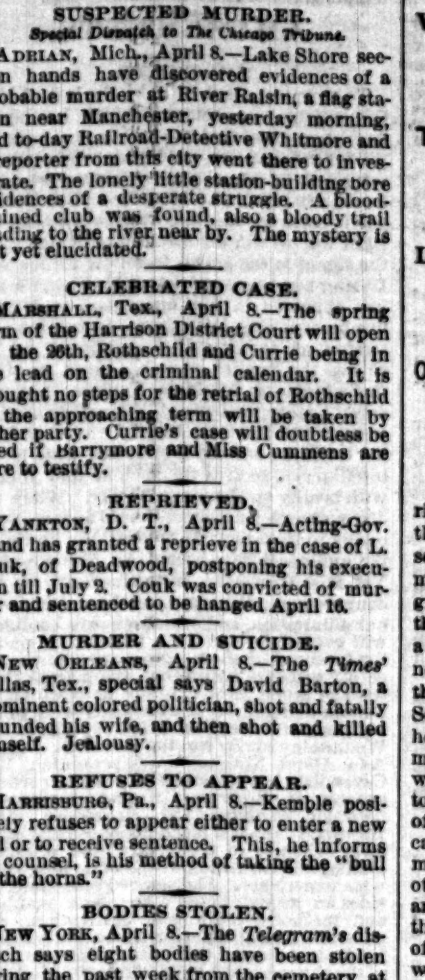 SUSPECTED MURDER.
Special Dispatch to The Chicago Tribune.
ADRIAN, Mich., April 8.—Lake Shore sec-
n hands have discovered evidences of a
obable murder at River Raisin, a flag sta-
n near Manchester, yesterday morning,
d to-day Railroad-Detective Whitmore and
reporter from this city went there to inves-
ate. The lonely little station-building bore
idences of a desperate struggle. A blood-
ained club was found, also a bloody trail
ding to the river near by. The mystery is
t yet elucidated.
CELEBRATED CASE.
MARSHALL, Tex., April 8.—The spring
rm of the Harrison District Court will open
the 26th, Rothschild and Currie being in
e lead on the criminal calendar. It is
ought no steps for the retrial of Rothschild
the approaching term will be taken by
her party. Currie's case will doubtless be
ed if Barrymore and Miss Cummens are
re to testify.
REPRIEVED.
YANKTON, D. T., April 8.—Acting-Gov.
and has granted a reprieve in the case of L.
uk, of Deadwood, postponing his execu-
n till July 2. Couk was convicted of mur-
r and sentenced to be hanged April 16.
MURDER AND SUICIDE.
NEW ORLEANS, April 8.—The Times'
llas, Tex., special says David Barton, a
ominent colored politician, shot and fatally
unded his wife, and then shot and killed
mself. Jealousy.
REFUSES TO APPEAR.
HARRISBURG, Pa., April 8.—Kemble posi-
ely refuses to appear either to enter a new
l or to receive sentence. This, he informs
counsel, is his method of taking the "bull
the horns."
BODIES STOLEN.
NEW YORK, April 8.—The Telegram's dis-
ch says eight bodies have been stolen
ring the past week from the cemetery at